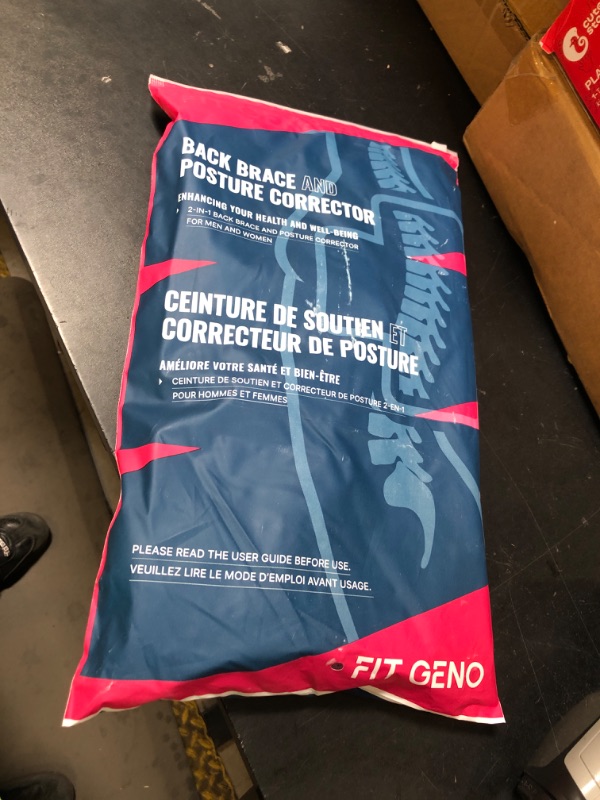 BACK BRACE AND
POSTURE CORRECTOR
ENHANCING YOUR HEALTH AND WELL-BEING
2-IN-1 BACK BRACE AND POSTURE CORRECTOR
FOR MEN AND WOMEN
CEINTURE DE SOUTIEN ET
CORRECTEUR DE POSTURE
AMÉLIORE VOTRE SANTÉ ET BIEN-ÊTRE
CEINTURE DE SOUTIEN ET CORRECTEUR DE POSTURE 2-EN-1
POUR HOMMES ET FEMMES
PLEASE READ THE USER GUIDE BEFORE USE.
VEUILLEZ LIRE LE MODE D'EMPLOI AVANT USAGE.
FIT GENO